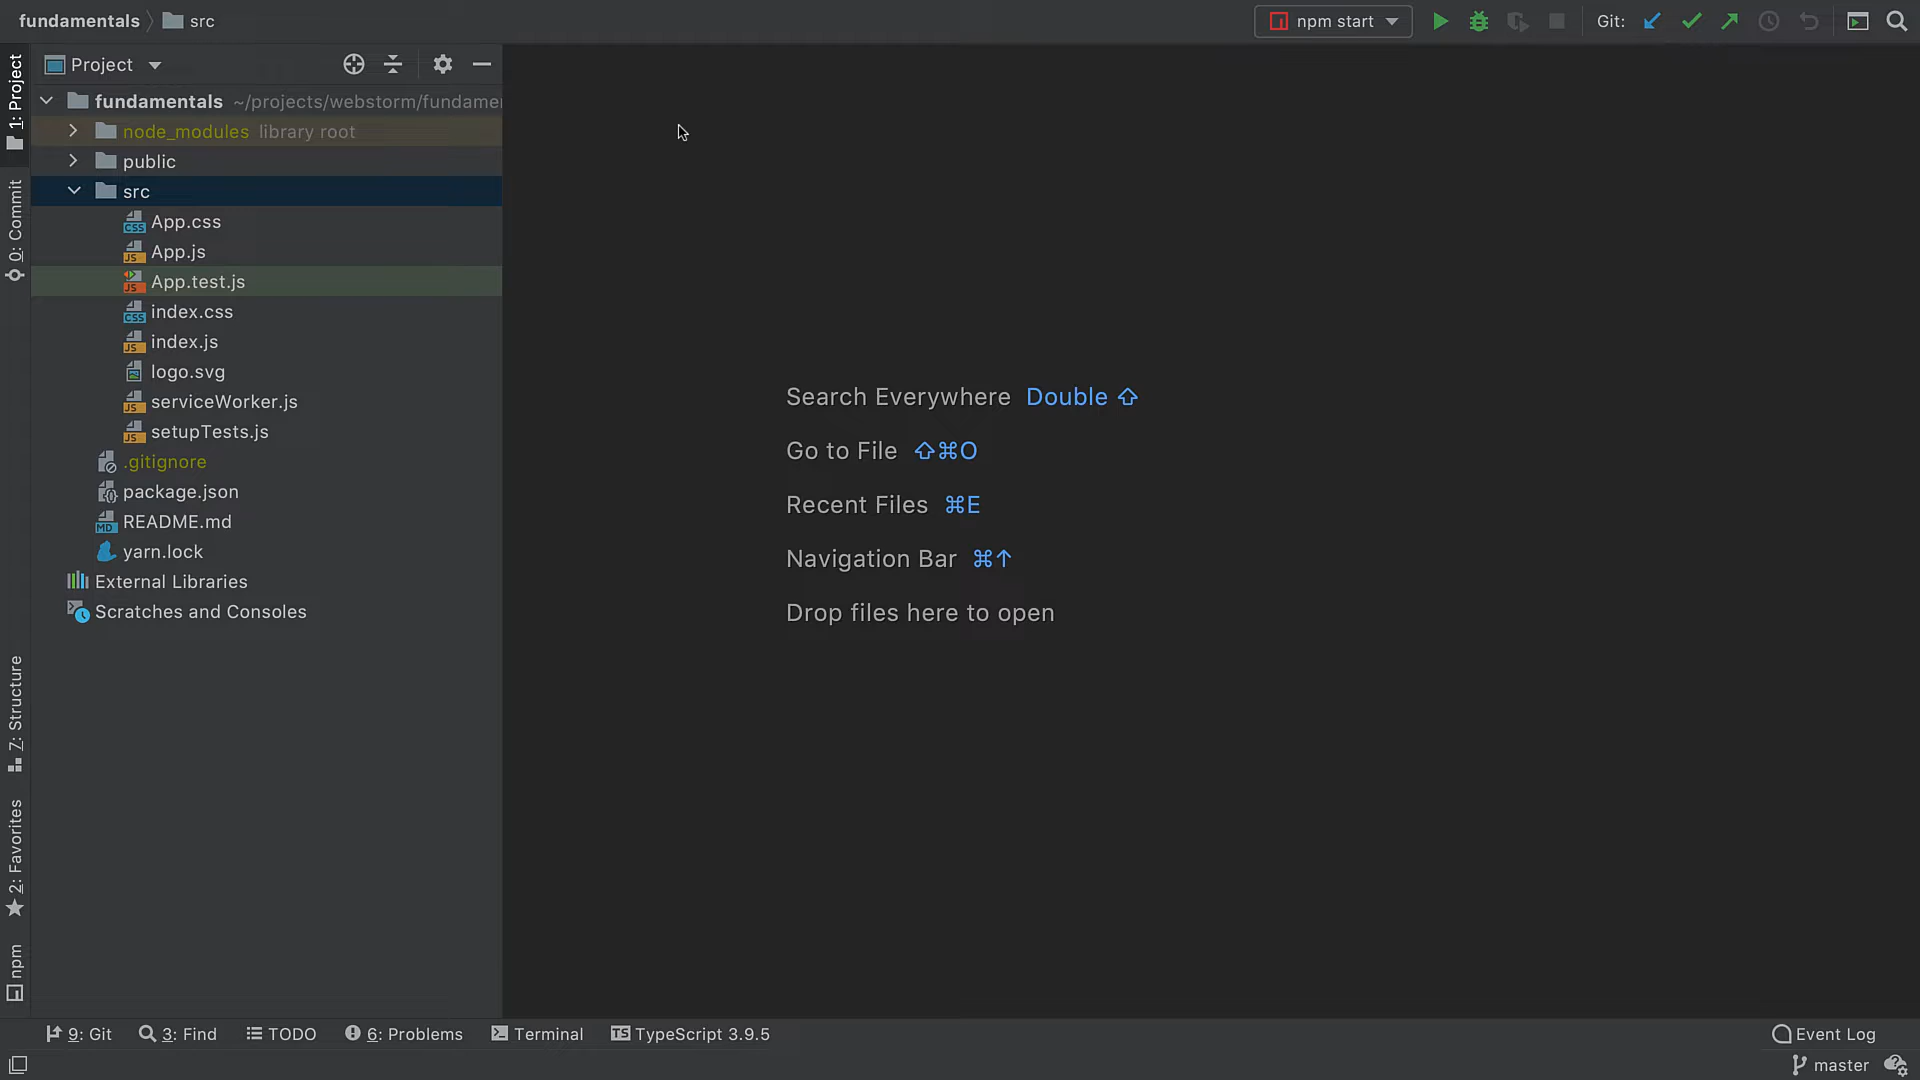 fundamentals
src
npm start
Git:
1: Project
0: Commit
7: Structure
2: Favorites
npm
Project
fundamentals ~/projects/webstorm/fundame
node_modules library root
public
src
App.css
App.js
App.test.js
index.css
index.js
logo.svg
serviceWorker.js
setupTests.js
.gitignore
package.json
README.md
yarn.lock
External Libraries
Scratches and Consoles
Search Everywhere Double ⇧
Go to File ⇧⌘O
Recent Files ⌘E
Navigation Bar ⌘↑
Drop files here to open
9: Git
3: Find
TODO
6: Problems
Terminal
TypeScript 3.9.5
Event Log
master